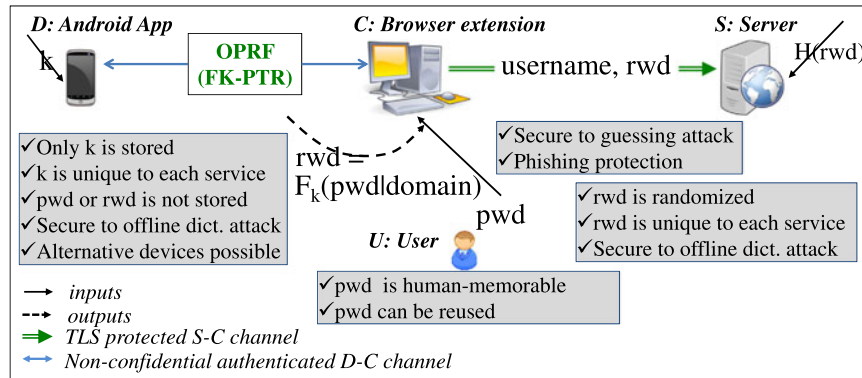 D: Android App
C: Browser extension
S: Server
k
OPRF
(FK-PTR)
username, rwd
H(rwd)
✓Only k is stored
✓k is unique to each service
✓pwd or rwd is not stored
✓Secure to offline dict. attack
✓Alternative devices possible
rwd =
Fk(pwd|domain)
pwd
✓Secure to guessing attack
✓Phishing protection
✓rwd is randomized
✓rwd is unique to each service
✓Secure to offline dict. attack
U: User
✓pwd is human-memorable
✓pwd can be reused
inputs
outputs
TLS protected S-C channel
Non-confidential authenticated D-C channel